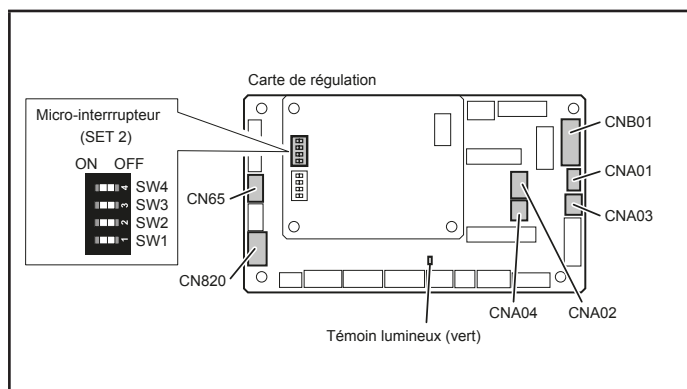 Carte de régulation
Micro-interrrupteur
(SET 2)
ON OFF
4 SW4
3 SW3
2 SW2
1 SW1
CN65
CN820
CNB01
CNA01
CNA03
CNA04
CNA02
Témoin lumineux (vert)